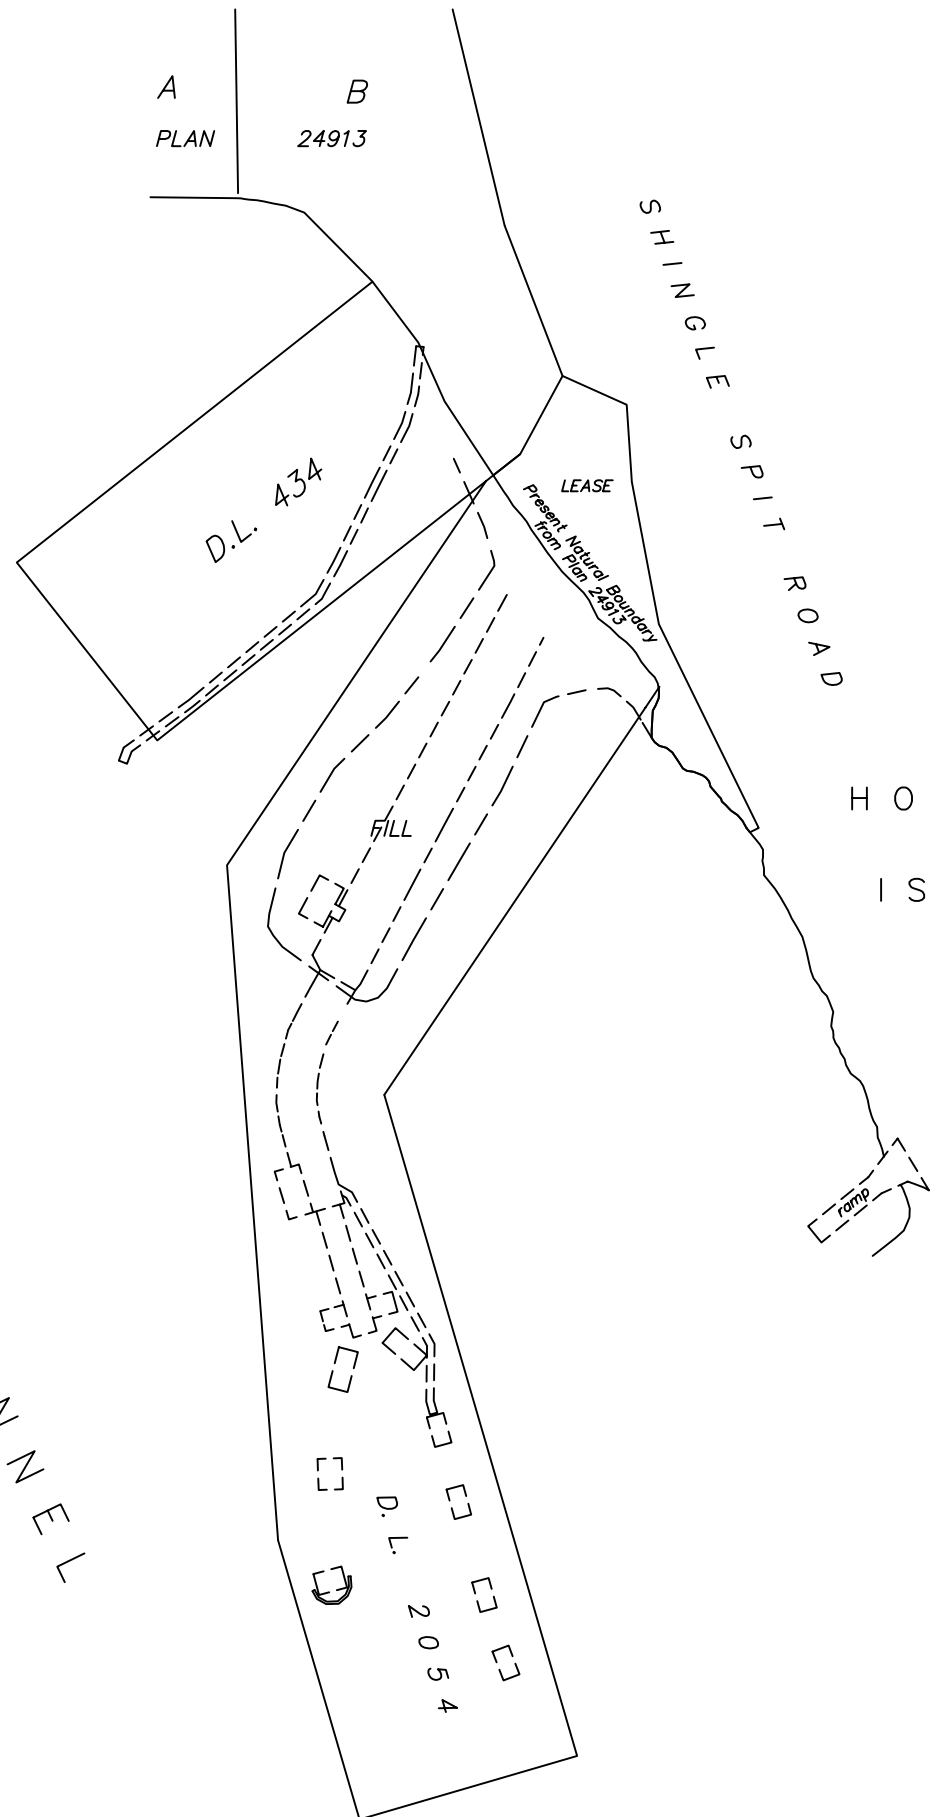 A
B
PLAN 24913
SHINGLE SPIT ROAD
D.L. 434
LEASE
Present Natural Boundary
from Plan 24913
HO
IS
FILL
ramp
NNEL
D.L. 2054